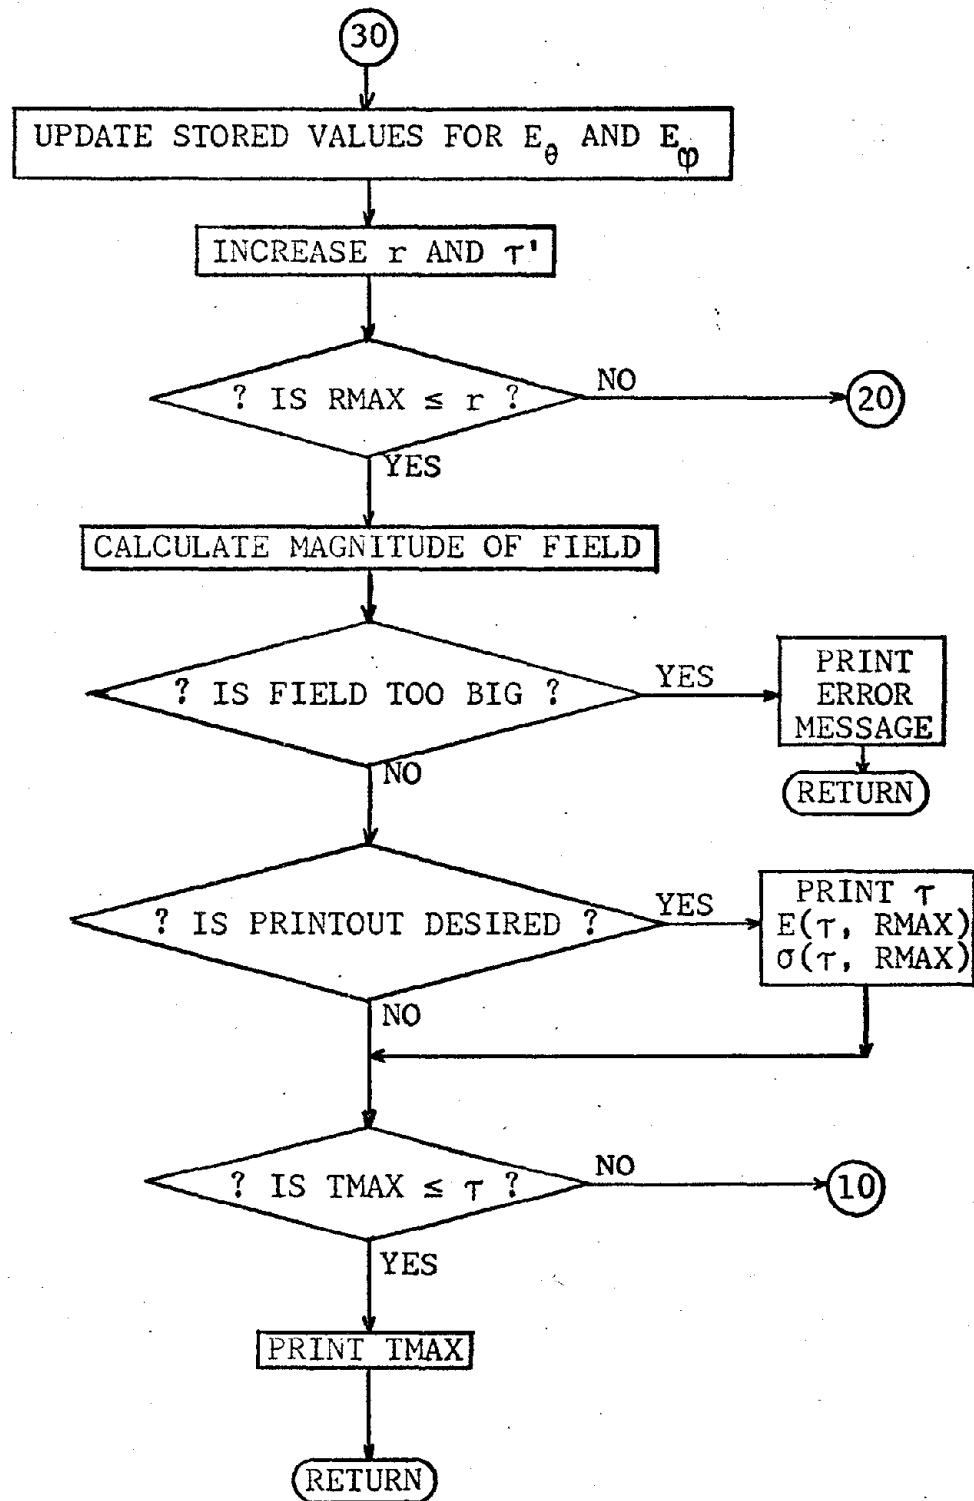 30
UPDATE STORED VALUES FOR E_θ AND E_φ
INCREASE r AND τ'
? IS RMAX ≤ r ?
NO
20
YES
CALCULATE MAGNITUDE OF FIELD
? IS FIELD TOO BIG ?
YES
PRINT
ERROR
MESSAGE
NO
RETURN
? IS PRINTOUT DESIRED ?
YES
PRINT τ
E(τ, RMAX)
σ(τ, RMAX)
NO
? IS TMAX ≤ τ ?
NO
10
YES
PRINT TMAX
RETURN